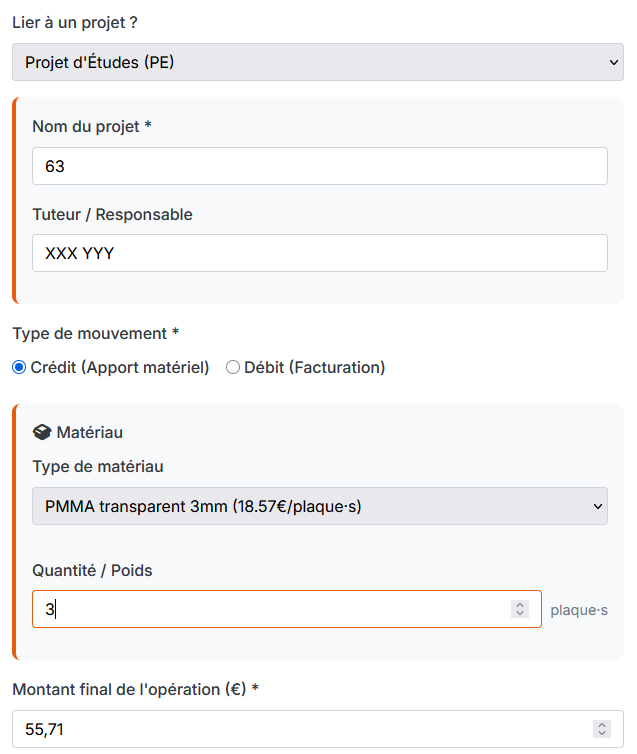 Lier à un projet ?
Projet d'Études (PE)
Nom du projet *
63
Tuteur / Responsable
XXX YYY
Type de mouvement *
Crédit (Apport matériel) Débit (Facturation)
Matériau
Type de matériau
PMMA transparent 3mm (18.57€/plaque·s)
Quantité / Poids
3 plaque·s
Montant final de l'opération (€) *
55,71